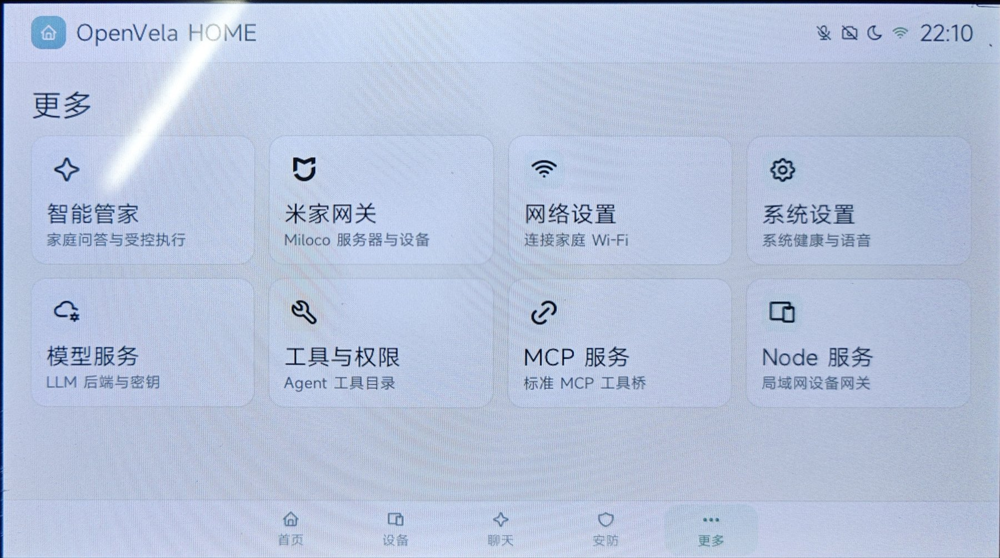 OpenVela HOME
22:10
更多
智能管家
家庭问答与受控执行
米家网关
Miloco 服务器与设备
网络设置
连接家庭 Wi-Fi
系统设置
系统健康与语音
模型服务
LLM 后端与密钥
工具与权限
Agent 工具目录
MCP 服务
标准 MCP 工具桥
Node 服务
局域网设备网关
首页
设备
聊天
安防
更多